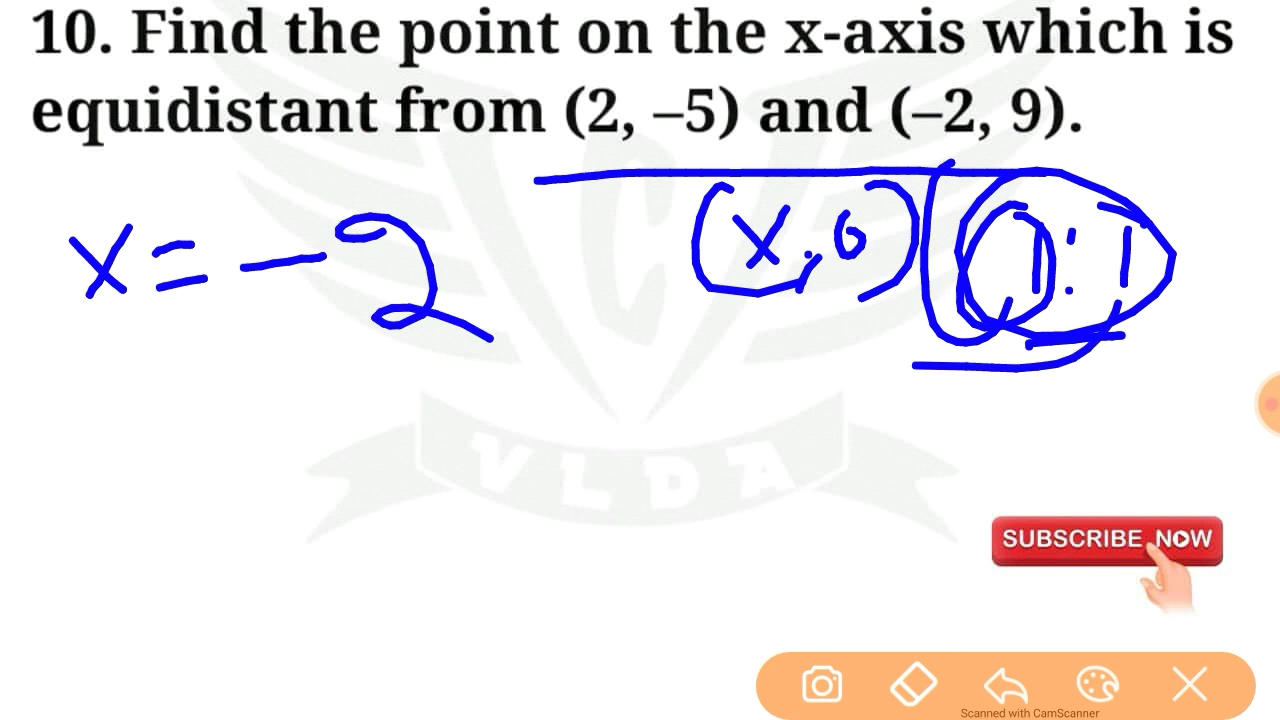 10. Find the point on the x-axis which is
equidistant from (2, –5) and (–2, 9).
x = –2
(x, 0)
1 : 1
VLDA
SUBSCRIBE NOW
Scanned with CamScanner